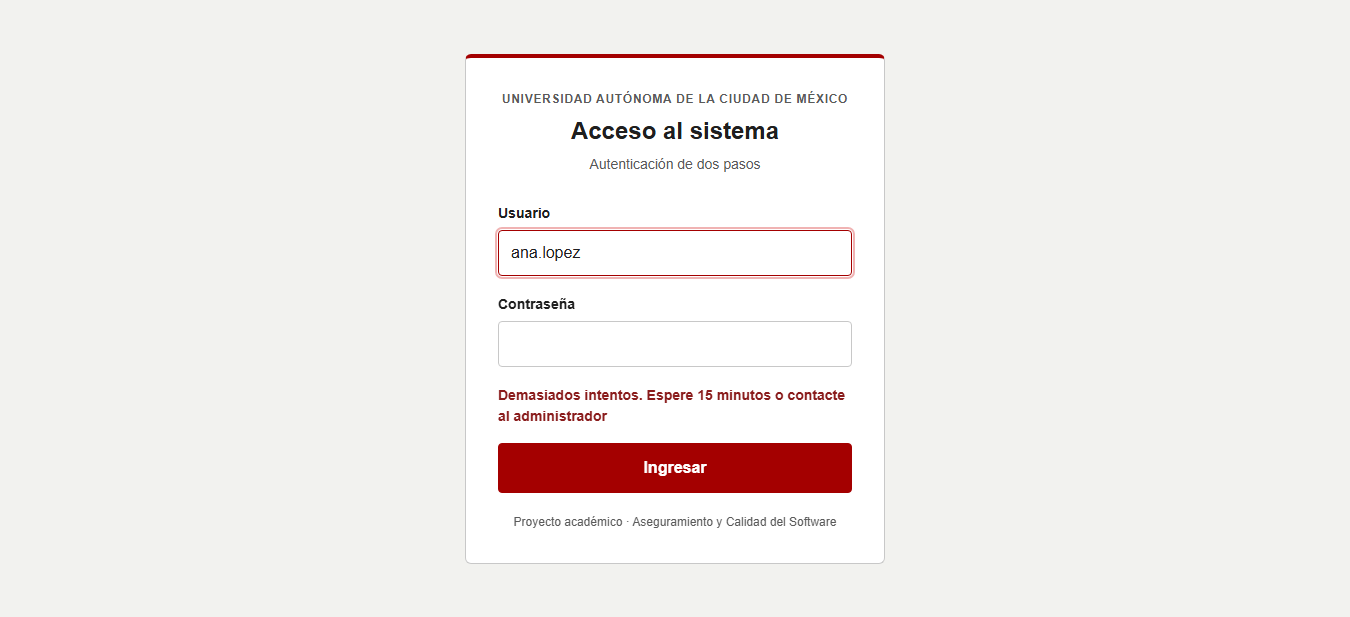 UNIVERSIDAD AUTÓNOMA DE LA CIUDAD DE MÉXICO
Acceso al sistema
Autenticación de dos pasos
Usuario
ana.lopez
Contraseña
Demasiados intentos. Espere 15 minutos o contacte
al administrador
Ingresar
Proyecto académico · Aseguramiento y Calidad del Software